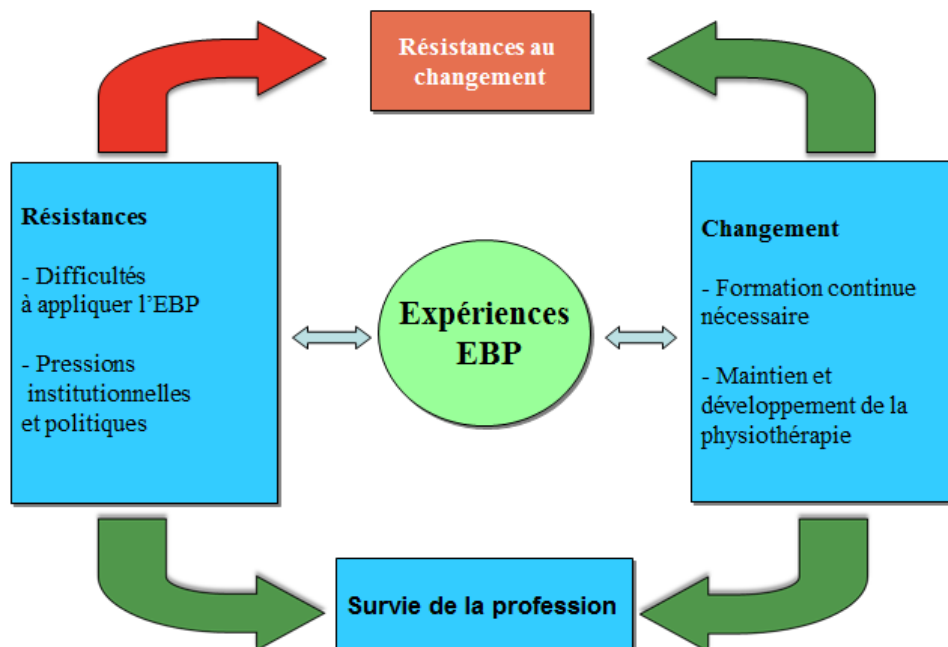 Résistances au
changement
Résistances
- Difficultés
à appliquer l’EBP
- Pressions
institutionnelles
et politiques
Expériences
EBP
Changement
- Formation continue
nécessaire
- Maintien et
développement de la
physiothérapie
Survie de la profession